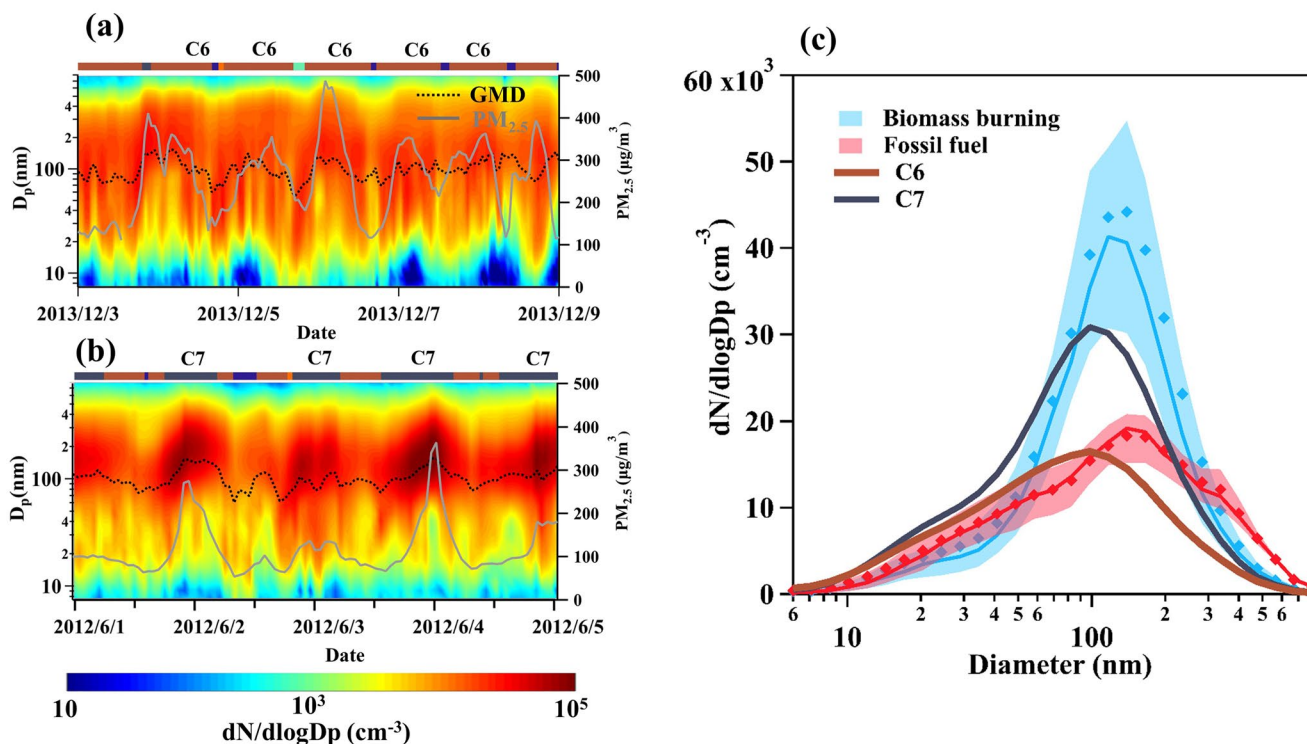 (a)
C6 C6 C6 C6 C6
GMD
PM2.5
Dp(nm)
4
2
100
4
2
10
500
400
300
200
100
0
PM2.5 (µg/m3)
2013/12/3 2013/12/5 2013/12/7 2013/12/9
Date
(b)
C7 C7 C7 C7
Dp(nm)
4
2
100
4
2
10
500
400
300
200
100
0
PM2.5 (µg/m3)
2012/6/1 2012/6/2 2012/6/3 2012/6/4 2012/6/5
Date
10 10³ 10⁵
dN/dlogDp (cm-3)
(c)
60 x10³
50
40
30
20
10
0
dN/dlogDp (cm-3)
Biomass burning
Fossil fuel
C6
C7
6 10 2 3 4 5 6 100 2 3 4 5 6
Diameter (nm)